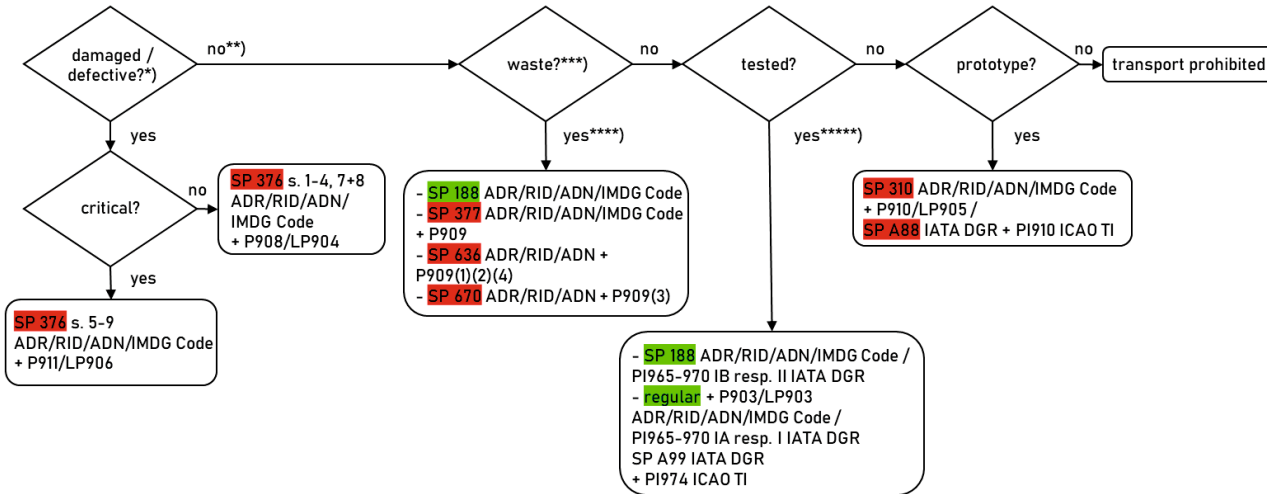 damaged /
defective?*)
no**)
waste?***)
no
tested?
no
prototype?
no
transport prohibited
yes
yes****)
yes*****)
yes
critical?
no
SP 376 s. 1-4, 7+8
ADR/RID/ADN/
IMDG Code
+ P908/LP904
- SP 188 ADR/RID/ADN/IMDG Code
- SP 377 ADR/RID/ADN/IMDG Code
+ P909
- SP 636 ADR/RID/ADN +
P909(1)(2)(4)
- SP 670 ADR/RID/ADN + P909(3)
SP 310 ADR/RID/ADN/IMDG Code
+ P910/LP905 /
SP A88 IATA DGR + PI910 ICAO TI
yes
SP 376 s. 5-9
ADR/RID/ADN/IMDG Code
+ P911/LP906
- SP 188 ADR/RID/ADN/IMDG Code /
PI965-970 IB resp. II IATA DGR
- regular + P903/LP903
ADR/RID/ADN/IMDG Code /
PI965-970 IA resp. I IATA DGR
SP A99 IATA DGR
+ PI974 ICAO TI